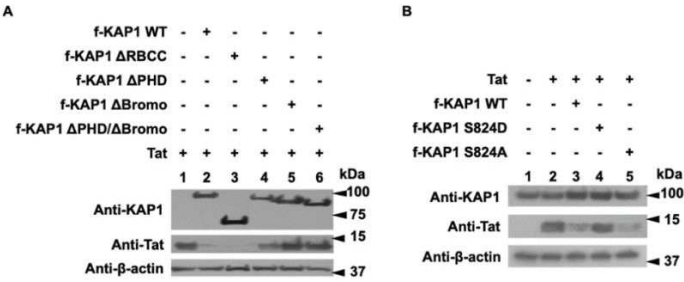 A
f-KAP1 WT - + - - - -
f-KAP1 ΔRBCC - - + - - -
f-KAP1 ΔPHD - - - + - -
f-KAP1 ΔBromo - - - - + -
f-KAP1 ΔPHD/ΔBromo - - - - - +
Tat + + + + + +
1 2 3 4 5 6 kDa
Anti-KAP1 100
75
Anti-Tat 15
Anti-β-actin 37
B
Tat - + + + +
f-KAP1 WT - - + - -
f-KAP1 S824D - - - + -
f-KAP1 S824A - - - - +
1 2 3 4 5 kDa
Anti-KAP1 100
Anti-Tat 15
Anti-β-actin 37